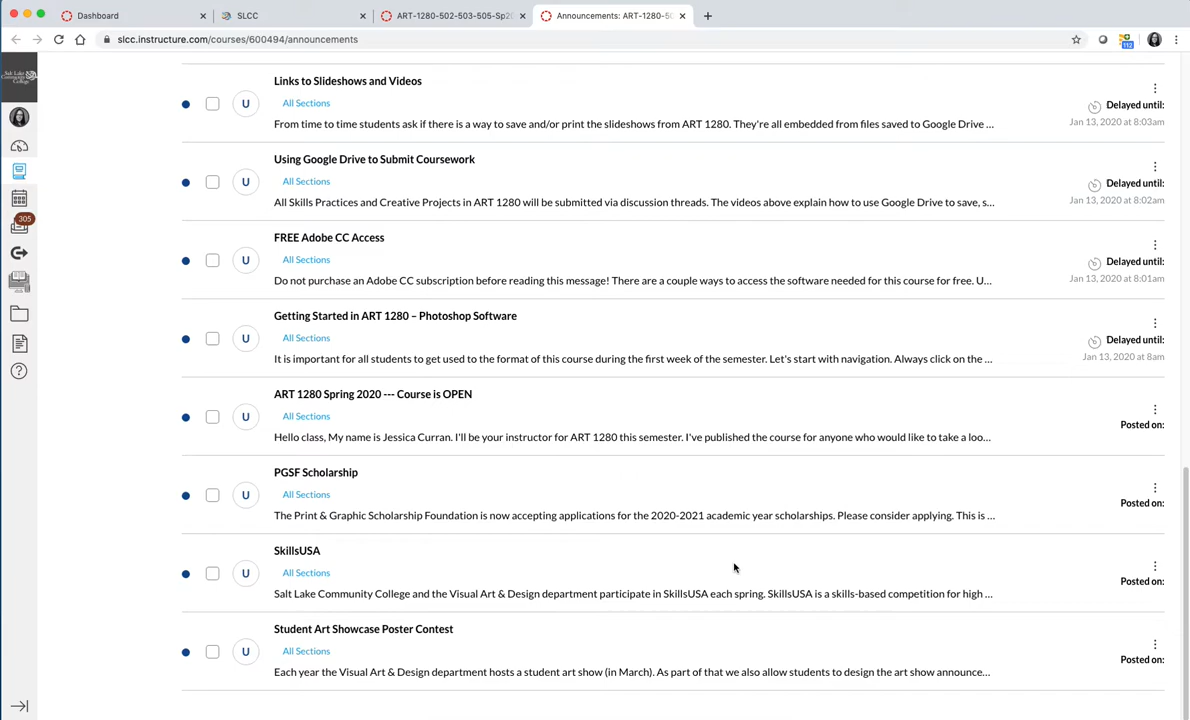 Dashboard
SLCC
ART-1280-502-503-505-Sp20
Announcements: ART-1280-50
slcc.instructure.com/courses/600494/announcements
112
Salt Lake
Community
College
305
Links to Slideshows and Videos
U
All Sections
Delayed until:
From time to time students ask if there is a way to save and/or print the slideshows from ART 1280. They're all embedded from files saved to Google Drive ...
Jan 13, 2020 at 8:03am
Using Google Drive to Submit Coursework
U
All Sections
Delayed until:
All Skills Practices and Creative Projects in ART 1280 will be submitted via discussion threads. The videos above explain how to use Google Drive to save, s...
Jan 13, 2020 at 8:02am
FREE Adobe CC Access
U
All Sections
Delayed until:
Do not purchase an Adobe CC subscription before reading this message! There are a couple ways to access the software needed for this course for free. U...
Jan 13, 2020 at 8:01am
Getting Started in ART 1280 – Photoshop Software
U
All Sections
Delayed until:
It is important for all students to get used to the format of this course during the first week of the semester. Let's start with navigation. Always click on the ...
Jan 13, 2020 at 8am
ART 1280 Spring 2020 --- Course is OPEN
U
All Sections
Posted on:
Hello class, My name is Jessica Curran. I'll be your instructor for ART 1280 this semester. I've published the course for anyone who would like to take a loo...
PGSF Scholarship
U
All Sections
Posted on:
The Print & Graphic Scholarship Foundation is now accepting applications for the 2020-2021 academic year scholarships. Please consider applying. This is ...
SkillsUSA
U
All Sections
Posted on:
Salt Lake Community College and the Visual Art & Design department participate in SkillsUSA each spring. SkillsUSA is a skills-based competition for high ...
Student Art Showcase Poster Contest
U
All Sections
Posted on:
Each year the Visual Art & Design department hosts a student art show (in March). As part of that we also allow students to design the art show announce...